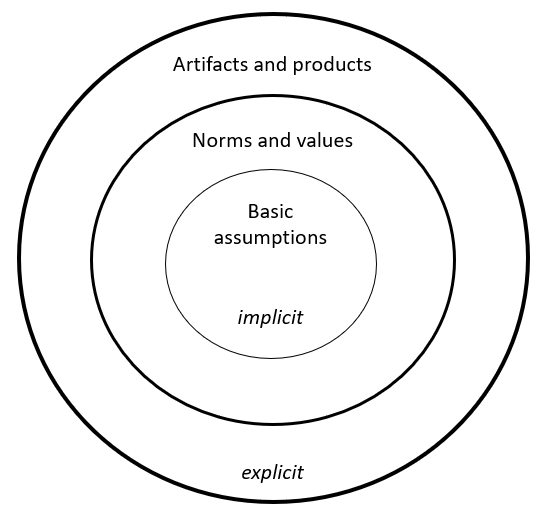 Artifacts and products
Norms and values
Basic
assumptions
implicit
explicit